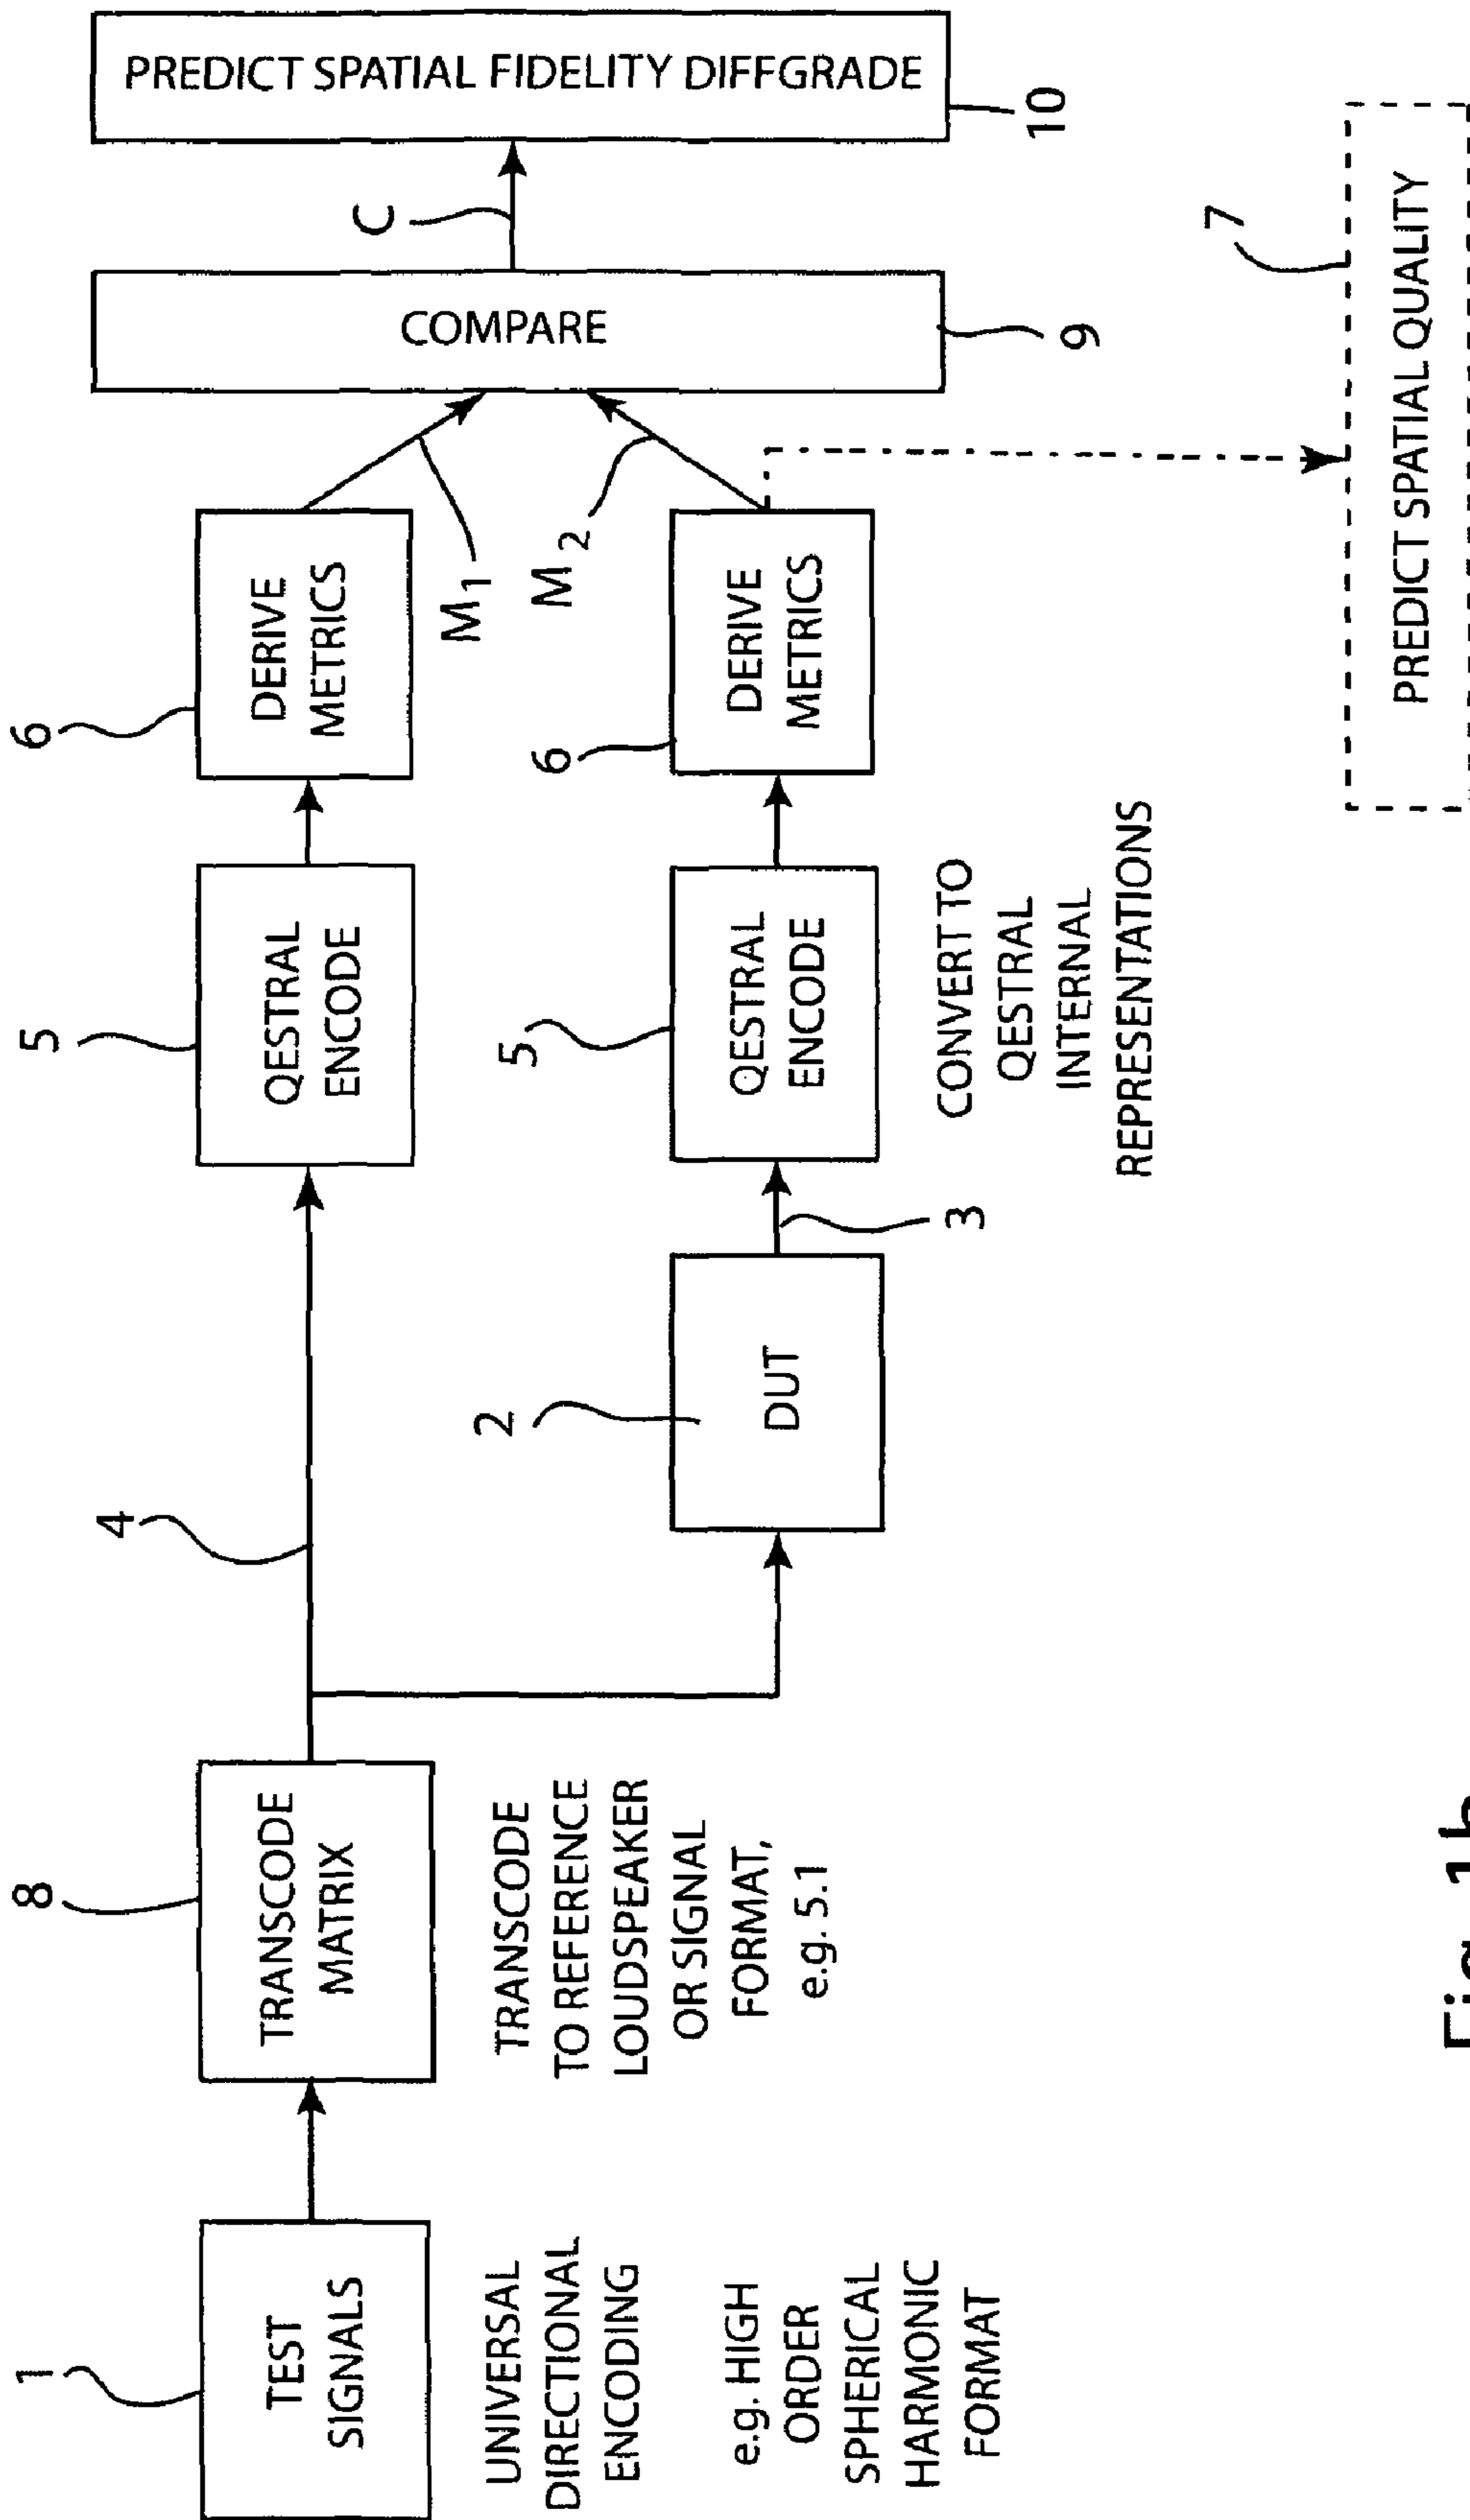 1
TEST
SIGNALS
UNIVERSAL
DIRECTIONAL
ENCODING
e.g. HIGH
ORDER
SPHERICAL
HARMONIC
FORMAT
8
TRANSCODE
MATRIX
TRANSCODE
TO REFERENCE
LOUDSPEAKER
OR SIGNAL
FORMAT,
e.g. 5.1
4
2
DUT
3
5
QESTRAL
ENCODE
5
QESTRAL
ENCODE
CONVERT TO
QESTRAL
INTERNAL
REPRESENTATIONS
6
DERIVE
METRICS
6
DERIVE
METRICS
M1
M2
COMPARE
9
C
PREDICT SPATIAL FIDELITY DIFFGRADE
10
7
PREDICT SPATIAL QUALITY